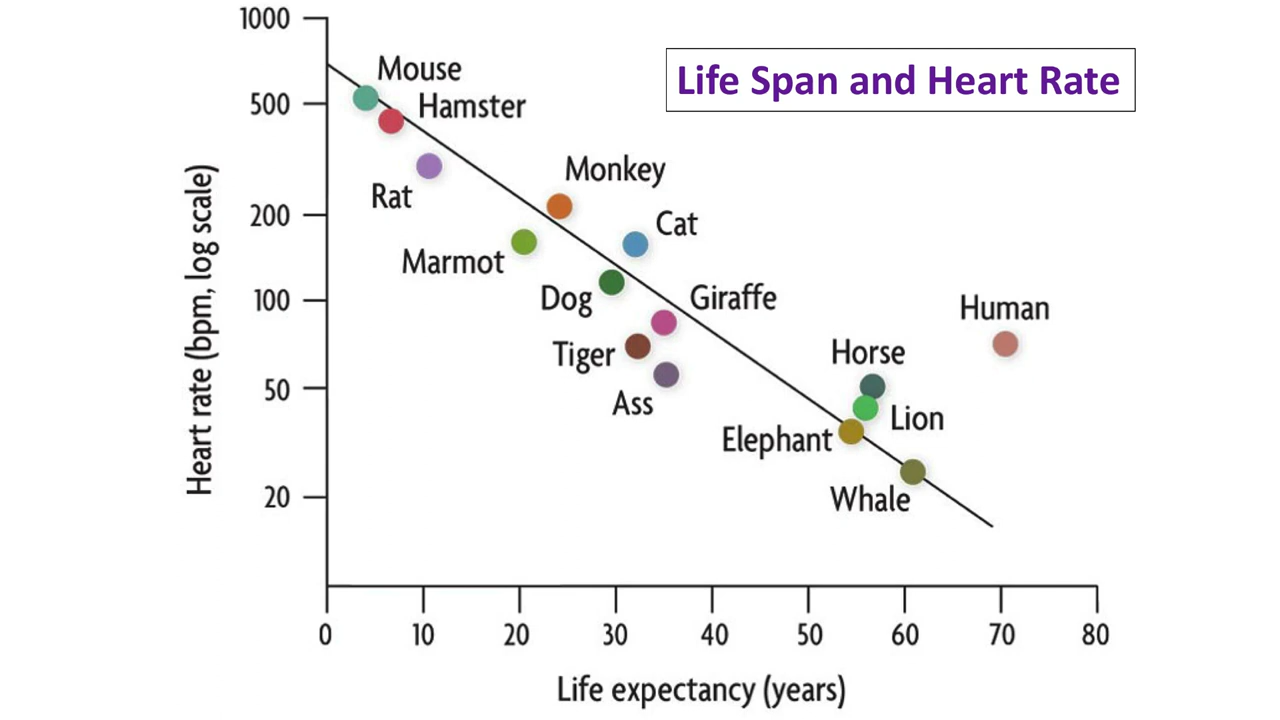 Life Span and Heart Rate
Heart rate (bpm, log scale)
1000
500
200
100
50
20
Mouse
Hamster
Rat
Monkey
Cat
Marmot
Dog
Giraffe
Tiger
Ass
Human
Horse
Lion
Elephant
Whale
0 10 20 30 40 50 60 70 80
Life expectancy (years)